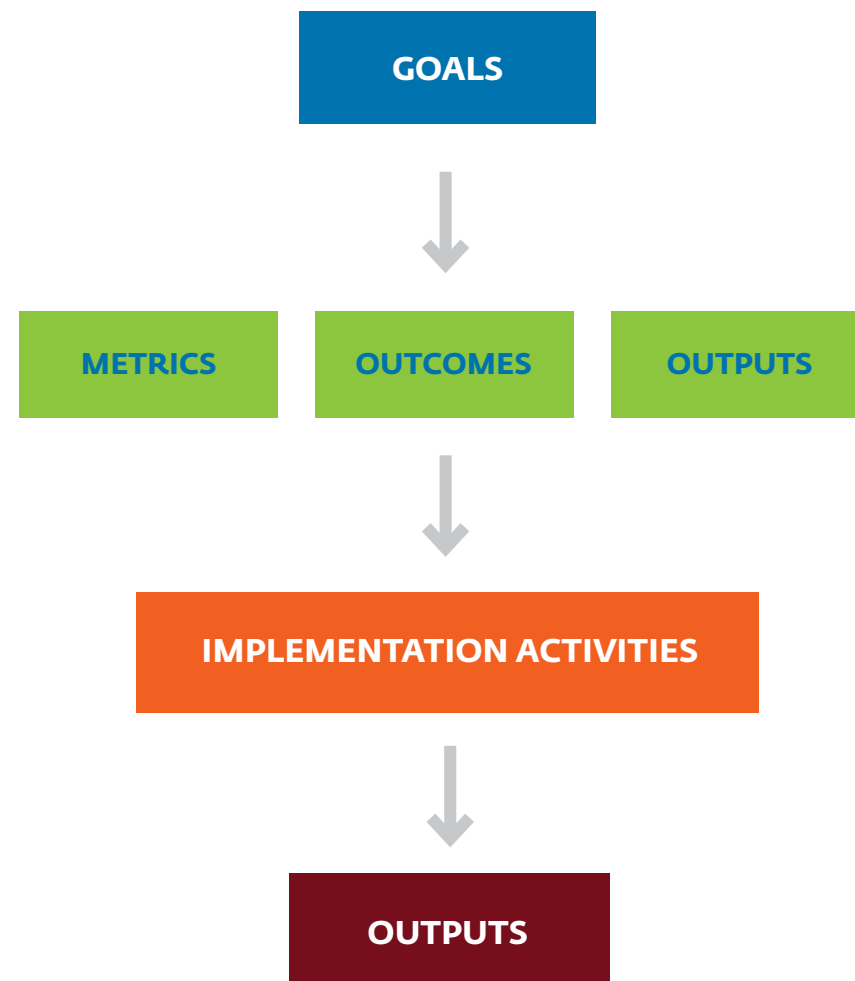 GOALS
METRICS
OUTCOMES
OUTPUTS
IMPLEMENTATION ACTIVITIES
OUTPUTS